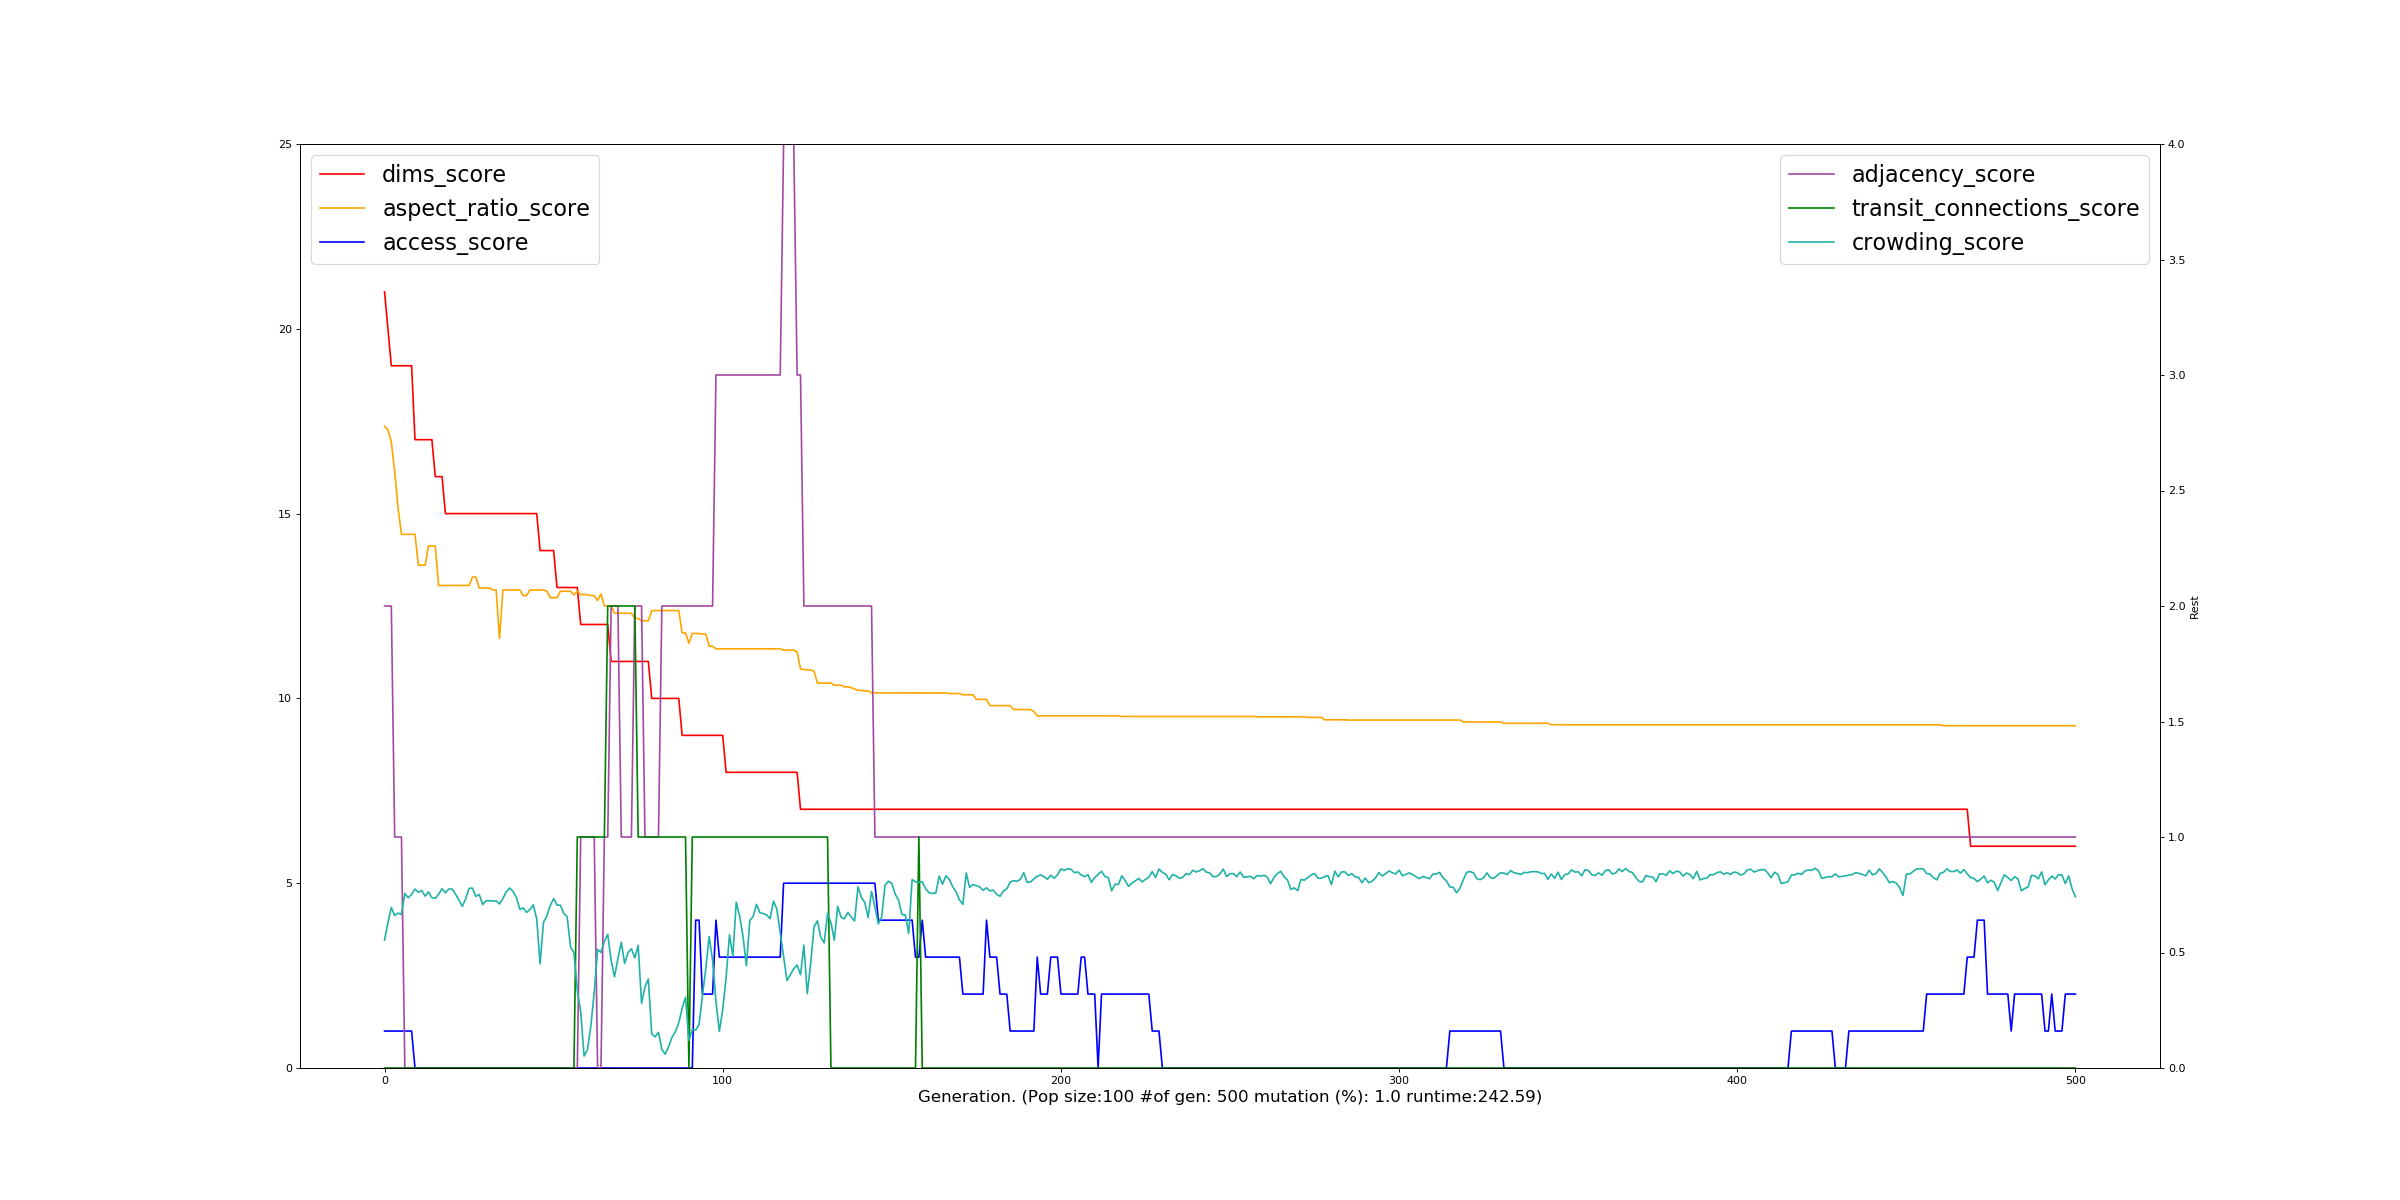 25
20
15
10
5
0
dims_score
aspect_ratio_score
access_score
adjacency_score
transit_connections_score
crowding_score
4.0
3.5
3.0
2.5
2.0
1.5
1.0
0.5
0.0
Rest
0 100 200 300 400 500
Generation. (Pop size:100 #of gen: 500 mutation (%): 1.0 runtime:242.59)